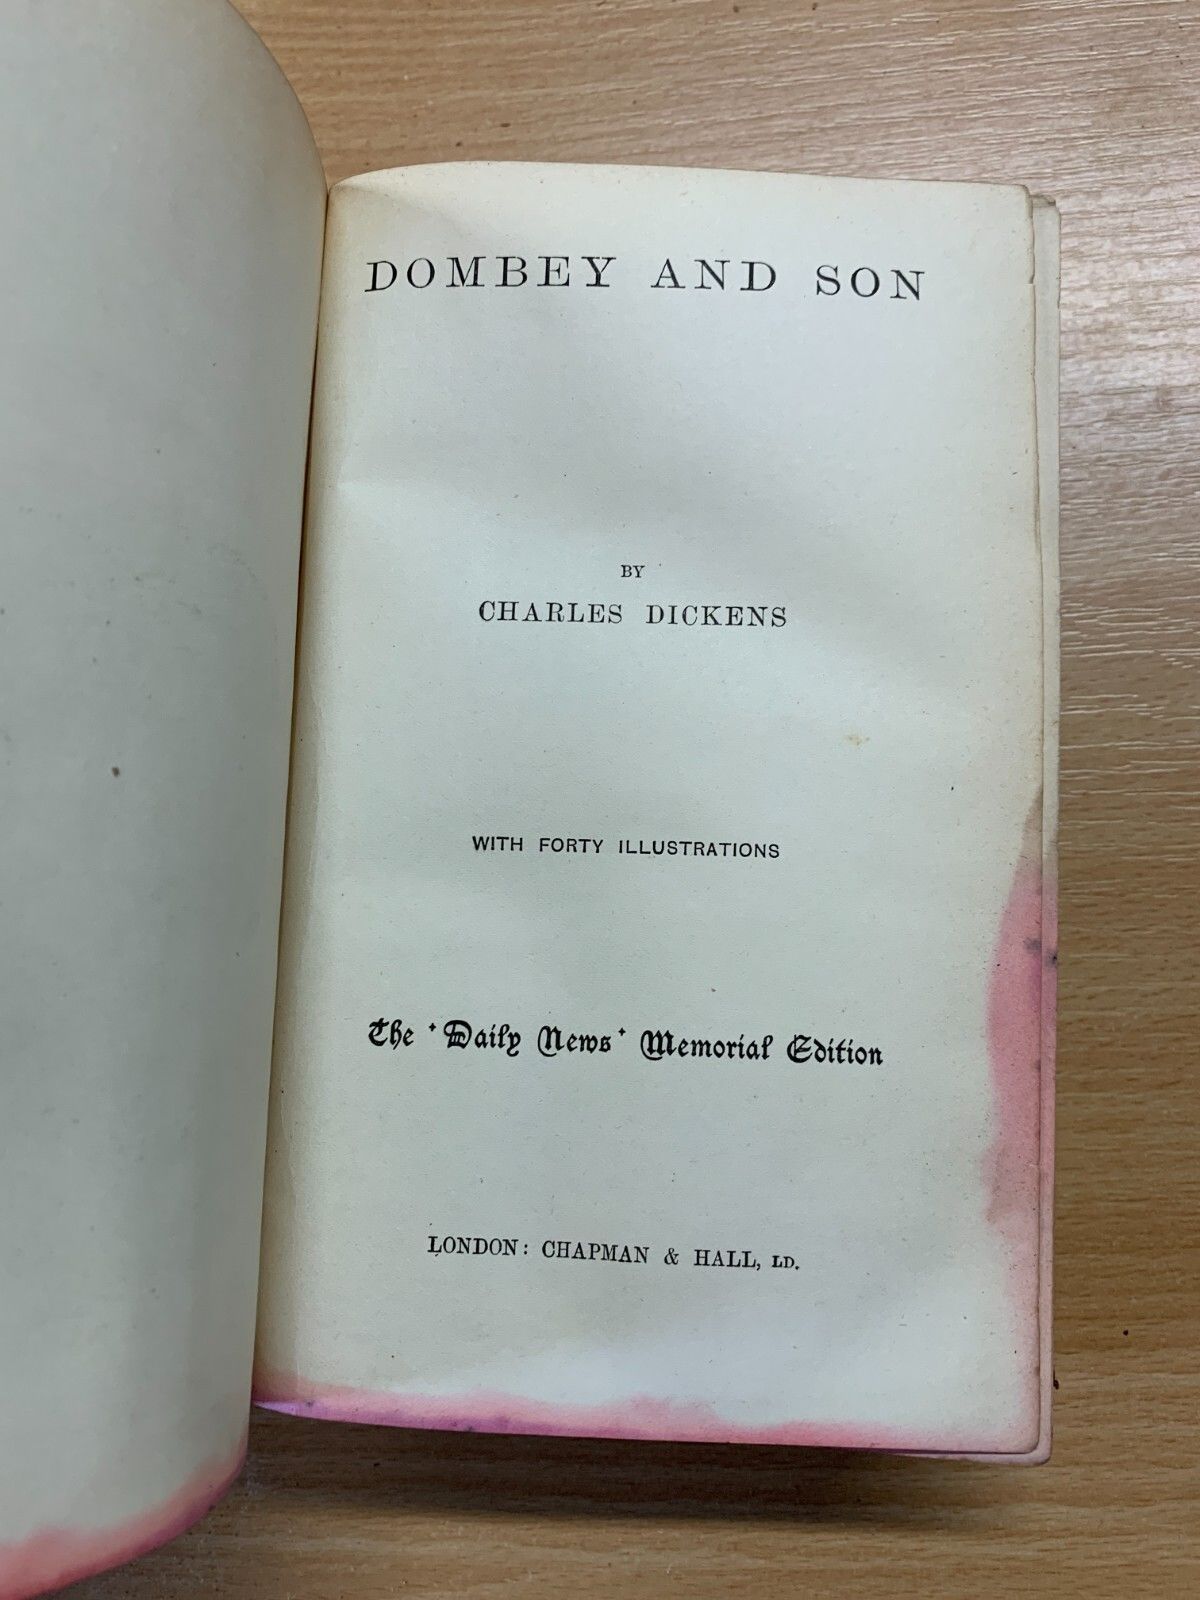 DOMBEY AND SON
BY
CHARLES DICKENS
WITH FORTY ILLUSTRATIONS
The 'Daily News' Memorial Edition
LONDON: CHAPMAN & HALL, LD.